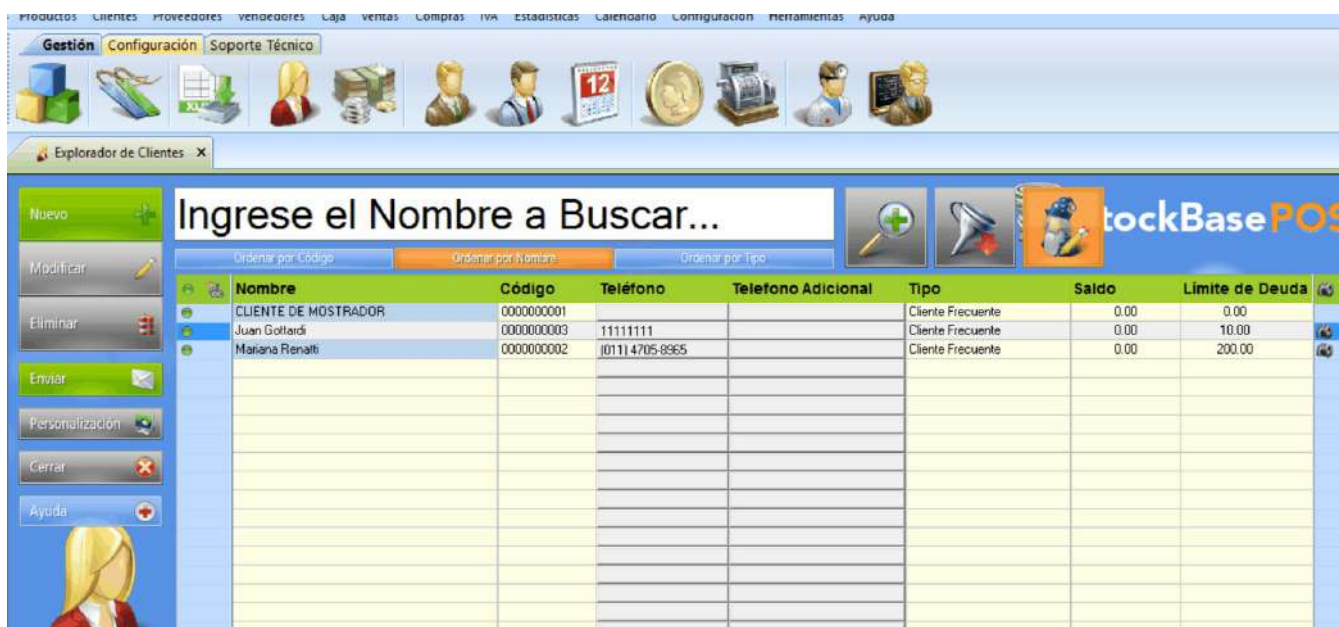 Productos Clientes Proveedores Vendedores Caja Ventas Compras IVA Estadísticas Calendario Configuración Herramientas Ayuda
Gestión Configuración Soporte Técnico
12
Explorador de Clientes X
Nuevo
Modificar
Eliminar
Enviar
Personalización
Cerrar
Ayuda
Ingrese el Nombre a Buscar...
tockBasePOS
Ordenar por Código Ordenar por Nombre Ordenar por Tipo
Nombre Código Teléfono Telefono Adicional Tipo Saldo Límite de Deuda
CLIENTE DE MOSTRADOR 0000000001 Cliente Frecuente 0.00 0.00
Juan Gottardi 0000000003 11111111 Cliente Frecuente 0.00 10.00
Mariana Renatti 0000000002 (011) 4705-8965 Cliente Frecuente 0.00 200.00